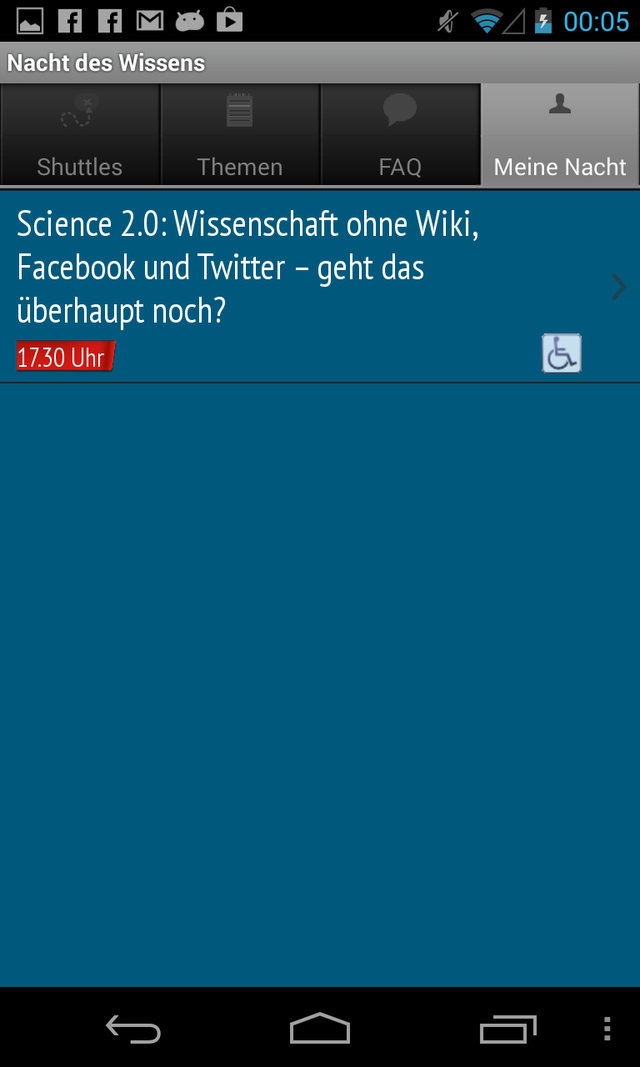 00:05
Nacht des Wissens
Shuttles
Themen
FAQ
Meine Nacht
Science 2.0: Wissenschaft ohne Wiki,
Facebook und Twitter – geht das
überhaupt noch?
17.30 Uhr